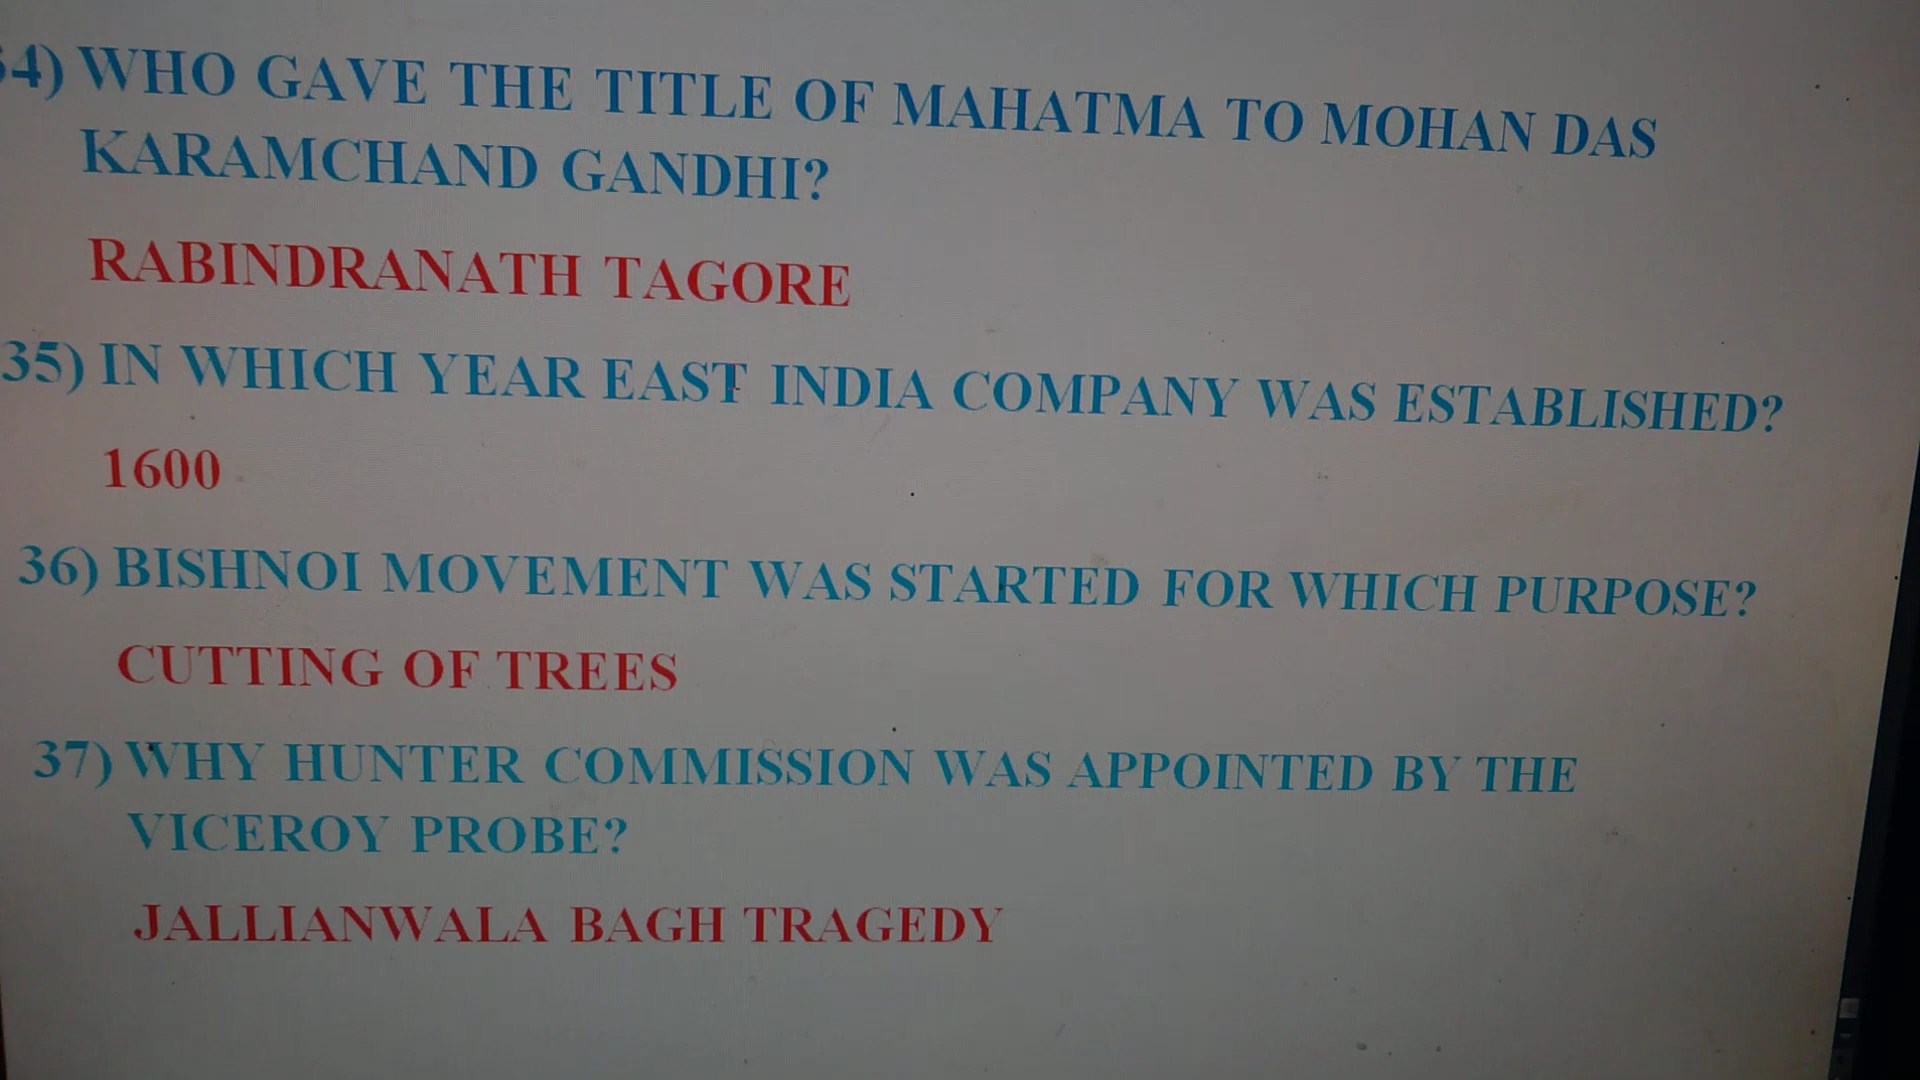 34) WHO GAVE THE TITLE OF MAHATMA TO MOHAN DAS
KARAMCHAND GANDHI?
RABINDRANATH TAGORE
35) IN WHICH YEAR EAST INDIA COMPANY WAS ESTABLISHED?
1600
36) BISHNOI MOVEMENT WAS STARTED FOR WHICH PURPOSE?
CUTTING OF TREES
37) WHY HUNTER COMMISSION WAS APPOINTED BY THE
VICEROY PROBE?
JALLIANWALA BAGH TRAGEDY